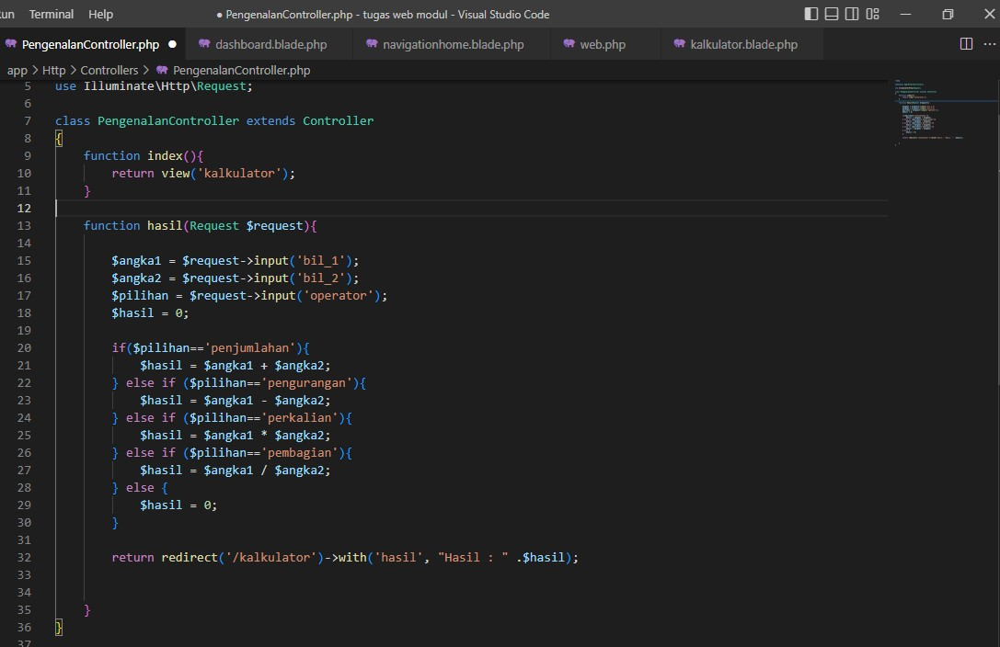 un Terminal Help ● PengenalanController.php - tugas web modul - Visual Studio Code
PengenalanController.php ● dashboard.blade.php navigationhome.blade.php web.php kalkulator.blade.php
app > Http > Controllers > PengenalanController.php
5 use Illuminate\Http\Request;
6
7 class PengenalanController extends Controller
8 {
9 function index(){
10 return view('kalkulator');
11 }
12
13 function hasil(Request $request){
14
15 $angka1 = $request->input('bil_1');
16 $angka2 = $request->input('bil_2');
17 $pilihan = $request->input('operator');
18 $hasil = 0;
19
20 if($pilihan=='penjumlahan'){
21 $hasil = $angka1 + $angka2;
22 } else if ($pilihan=='pengurangan'){
23 $hasil = $angka1 - $angka2;
24 } else if ($pilihan=='perkalian'){
25 $hasil = $angka1 * $angka2;
26 } else if ($pilihan=='pembagian'){
27 $hasil = $angka1 / $angka2;
28 } else {
29 $hasil = 0;
30 }
31
32 return redirect('/kalkulator')->with('hasil', "Hasil : " .$hasil);
33
34
35 }
36 }
37